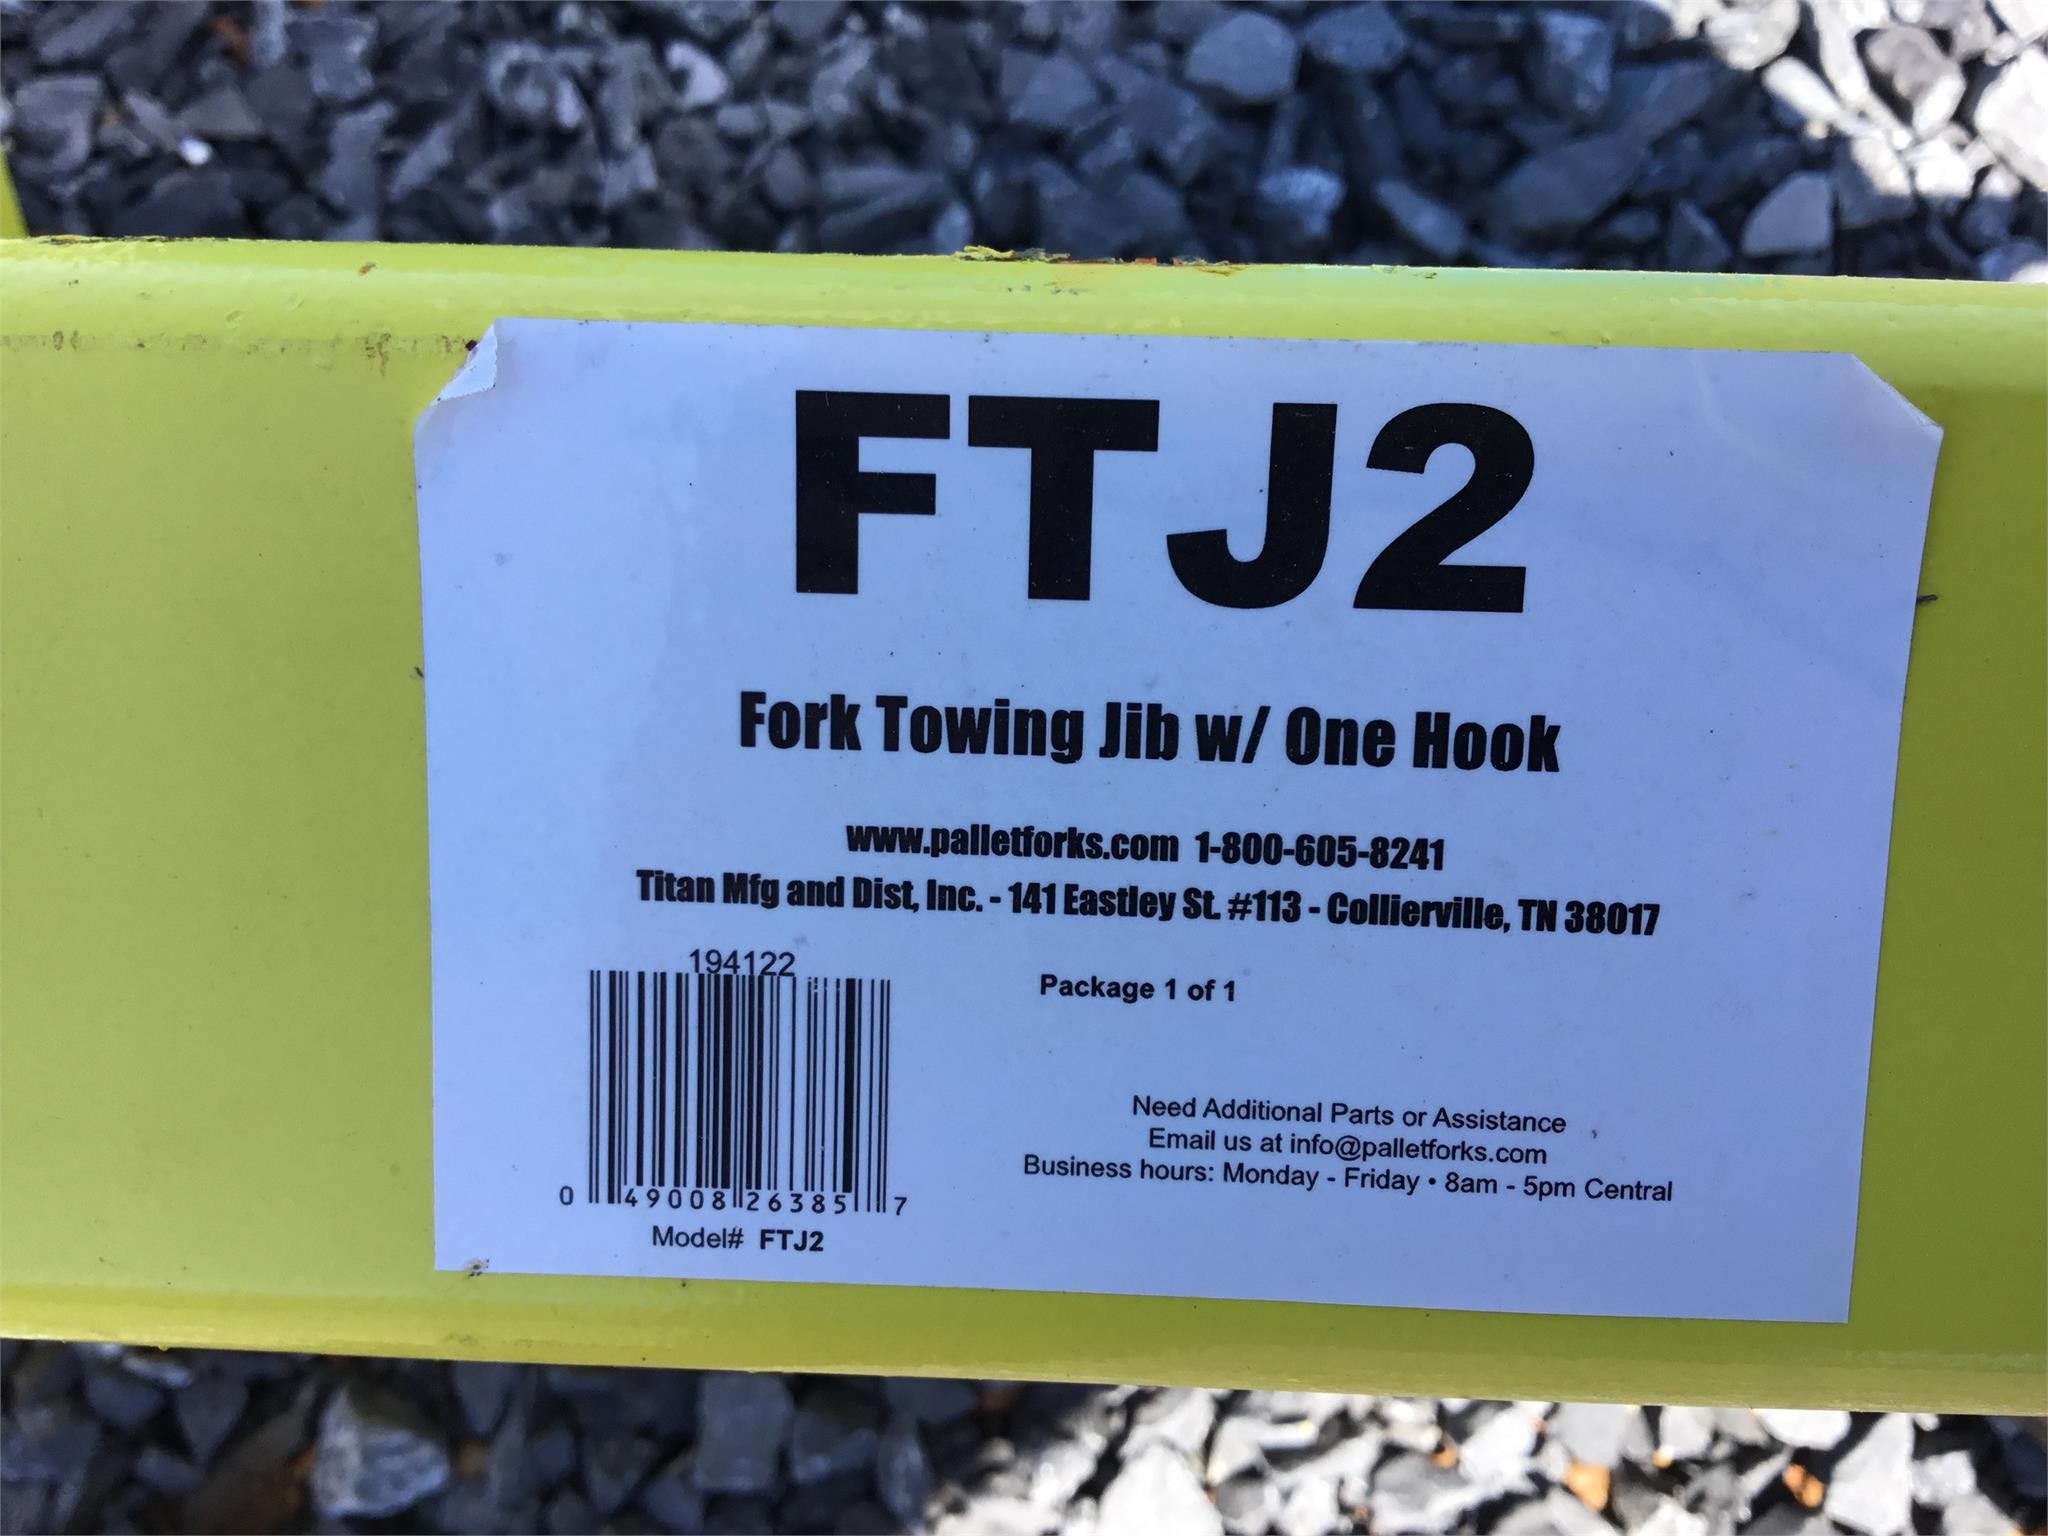 FTJ2
Fork Towing Jib w/ One Hook
www.palletforks.com 1-800-605-8241
Titan Mfg and Dist, Inc. - 141 Eastley St. #113 - Collierville, TN 38017
194122
Package 1 of 1
0 49008 26385 7
Model# FTJ2
Need Additional Parts or Assistance
Email us at info@palletforks.com
Business hours: Monday - Friday • 8am - 5pm Central